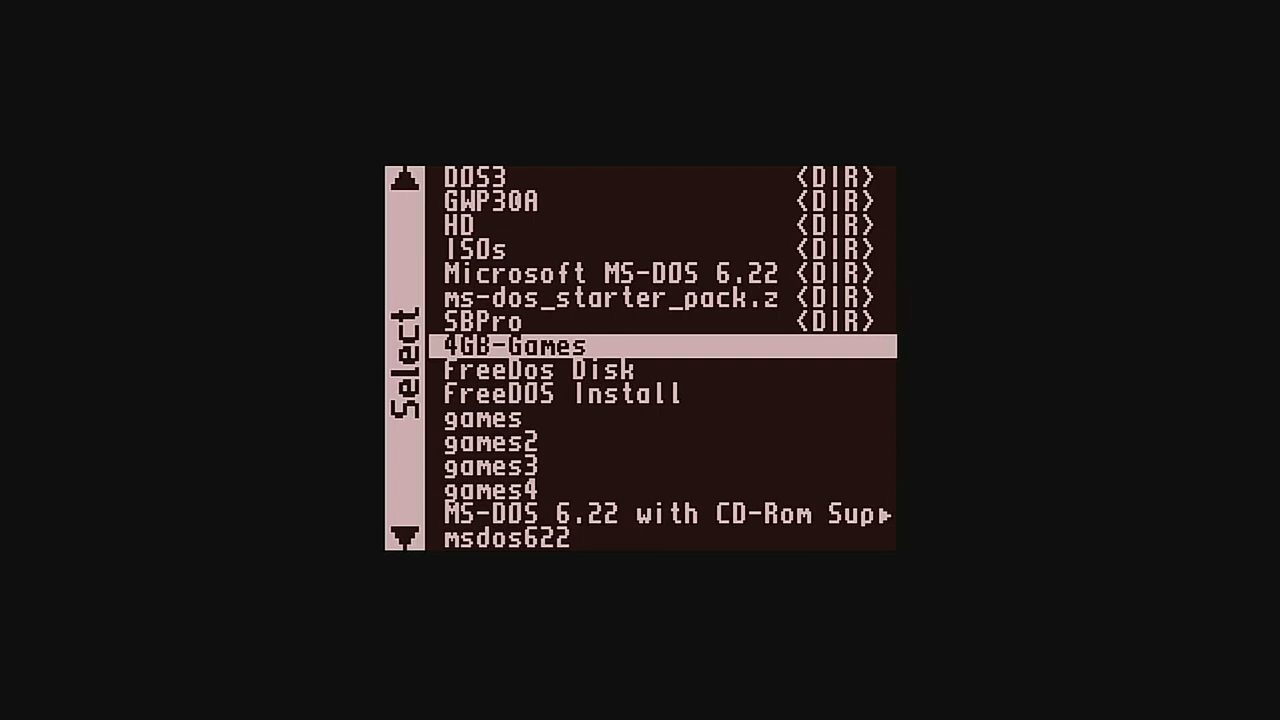 Select
DOS3 <DIR>
GWP30A <DIR>
HD <DIR>
ISOs <DIR>
Microsoft MS-DOS 6.22 <DIR>
ms-dos_starter_pack.z <DIR>
SBPro <DIR>
4GB-Games
FreeDos Disk
FreeDOS Install
games
games2
games3
games4
MS-DOS 6.22 with CD-Rom Sup
msdos622